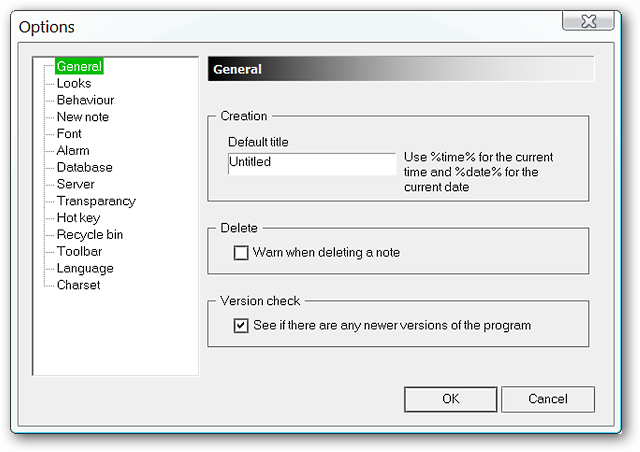 Options
General
Looks
Behaviour
New note
Font
Alarm
Database
Server
Transparancy
Hot key
Recycle bin
Toolbar
Language
Charset
General
Creation
Default title
Untitled
Use %time% for the current
time and %date% for the
current date
Delete
Warn when deleting a note
Version check
See if there are any newer versions of the program
OK
Cancel